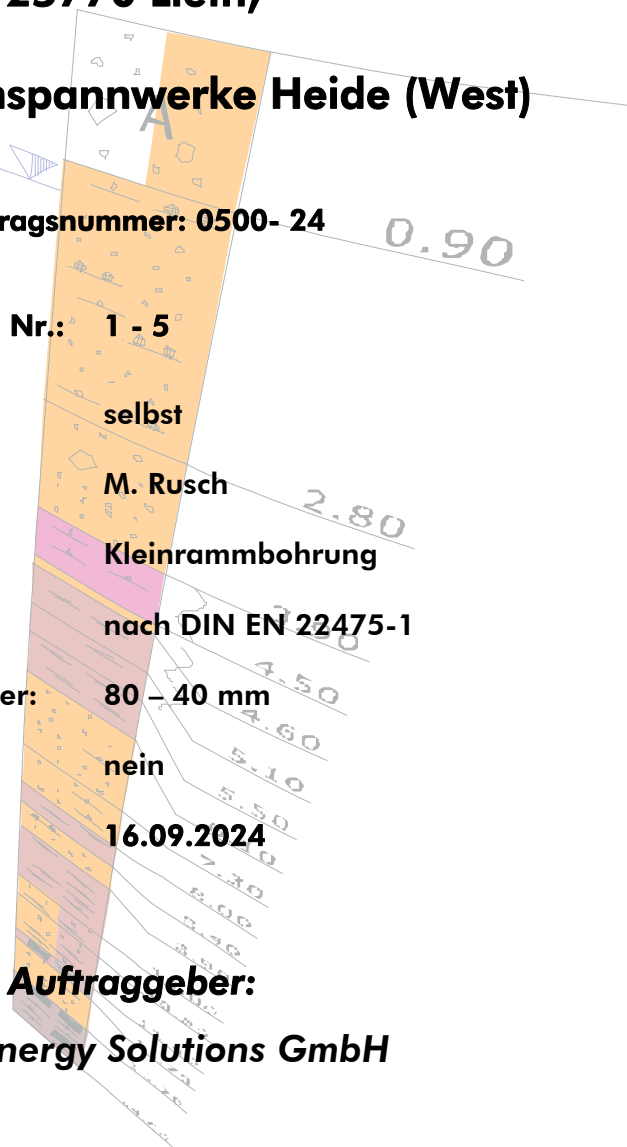 25770 Lieth,
nspannwerke Heide (West)
A
ragsnummer: 0500- 24
0.90
Nr.: 1 - 5
selbst
M. Rusch
2.80
Kleinrammbohrung
nach DIN EN 22475-1
4.50
er: 80 – 40 mm
4.60
nein
5.10
5.50
16.09.2024
7.30
8.00
Auftraggeber:
nergy Solutions GmbH